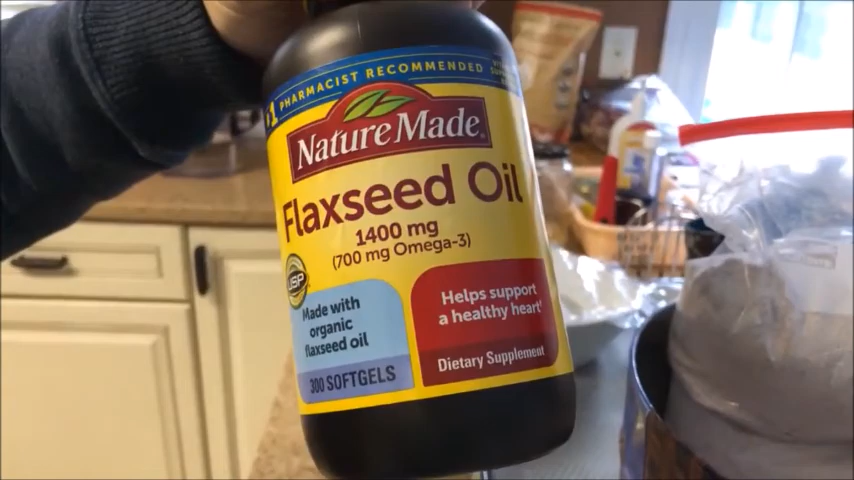 #1 PHARMACIST RECOMMENDED
Nature Made®
Flaxseed Oil
1400 mg
(700 mg Omega-3)
USP
Made with
organic
flaxseed oil
300 SOFTGELS
Helps support
a healthy heart†
Dietary Supplement